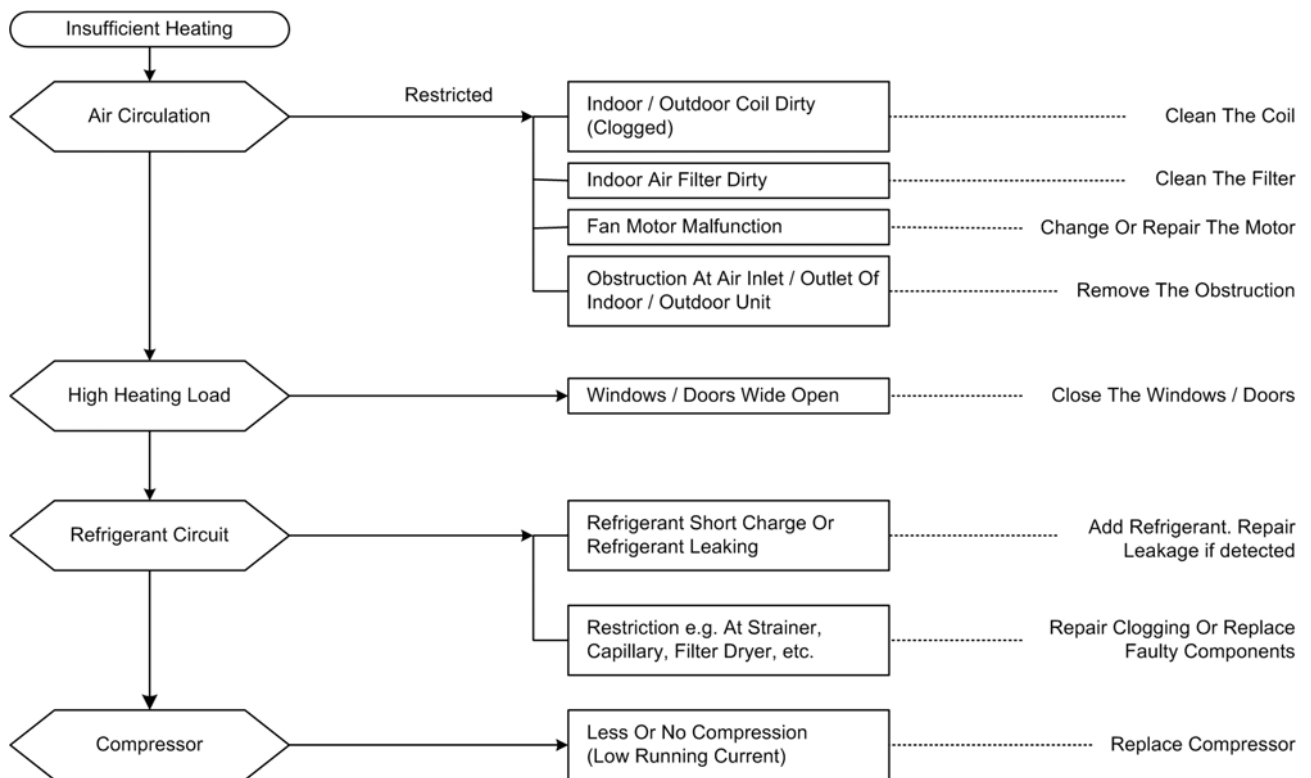 Insufficient Heating
Air Circulation
Restricted
Indoor / Outdoor Coil Dirty
(Clogged)
Clean The Coil
Indoor Air Filter Dirty
Clean The Filter
Fan Motor Malfunction
Change Or Repair The Motor
Obstruction At Air Inlet / Outlet Of
Indoor / Outdoor Unit
Remove The Obstruction
High Heating Load
Windows / Doors Wide Open
Close The Windows / Doors
Refrigerant Circuit
Refrigerant Short Charge Or
Refrigerant Leaking
Add Refrigerant. Repair
Leakage if detected
Restriction e.g. At Strainer,
Capillary, Filter Dryer, etc.
Repair Clogging Or Replace
Faulty Components
Compressor
Less Or No Compression
(Low Running Current)
Replace Compressor